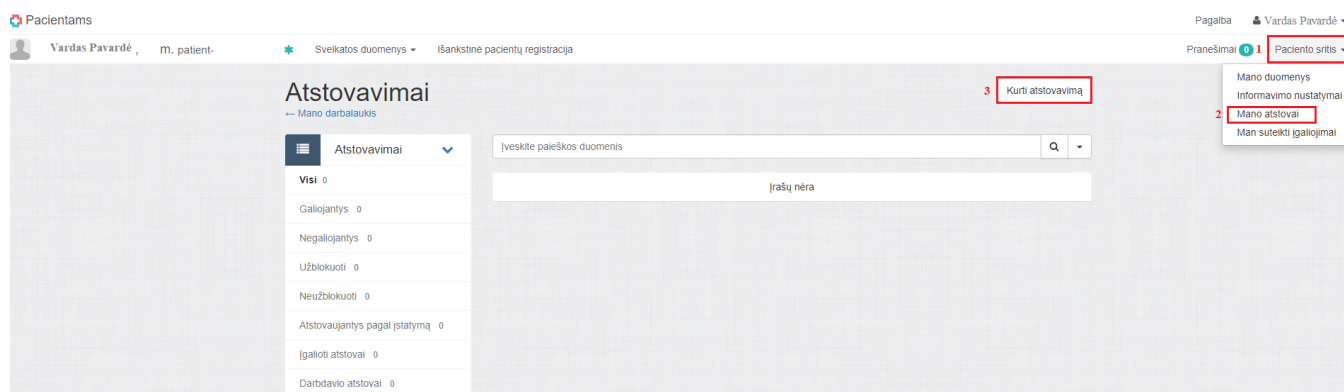 Pacientams
Pagalba Vardas Pavardė
Vardas Pavardė , m. patient- Sveikatos duomenys Išankstinė pacientų registracija Pranešimai 0 1 Paciento sritis
Mano duomenys
Informavimo nustatymai
2 Mano atstovai
Man suteikti įgaliojimai
Atstovavimai
3 Kurti atstovavimą
← Mano darbalaukis
Atstovavimai
Įveskite paieškos duomenis
Visi 0
Įrašų nėra
Galiojantys 0
Negaliojantys 0
Užblokuoti 0
Neužblokuoti 0
Atstovaujantys pagal įstatymą 0
Įgalioti atstovai 0
Darbdavio atstovai 0